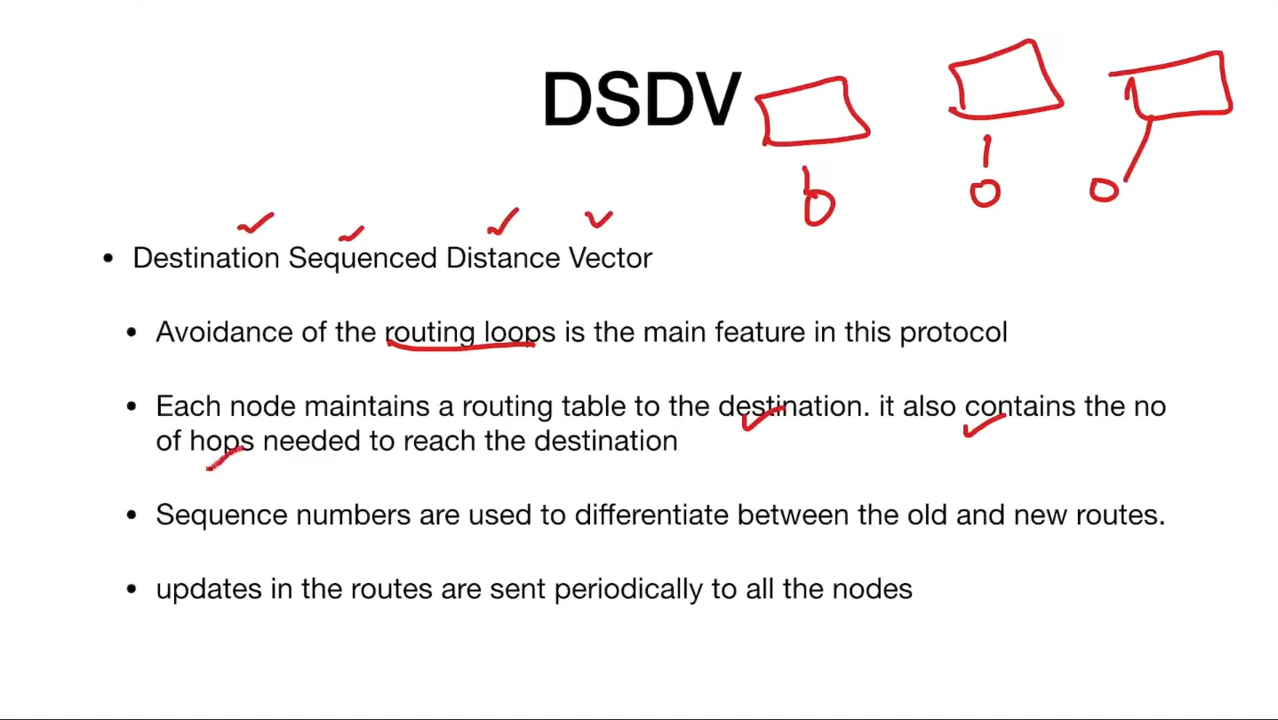 DSDV
• Destination Sequenced Distance Vector
• Avoidance of the routing loops is the main feature in this protocol
• Each node maintains a routing table to the destination. it also contains the no
of hops needed to reach the destination
• Sequence numbers are used to differentiate between the old and new routes.
• updates in the routes are sent periodically to all the nodes